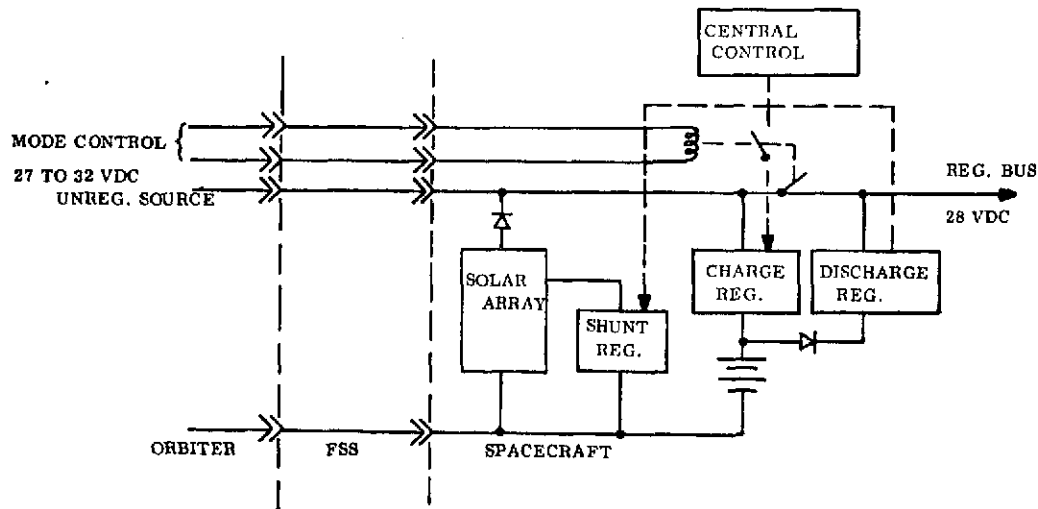 CENTRAL
CONTROL
MODE CONTROL {
27 TO 32 VDC
UNREG. SOURCE
REG. BUS
28 VDC
SOLAR
ARRAY
SHUNT
REG.
CHARGE
REG.
DISCHARGE
REG.
ORBITER
FSS
SPACECRAFT